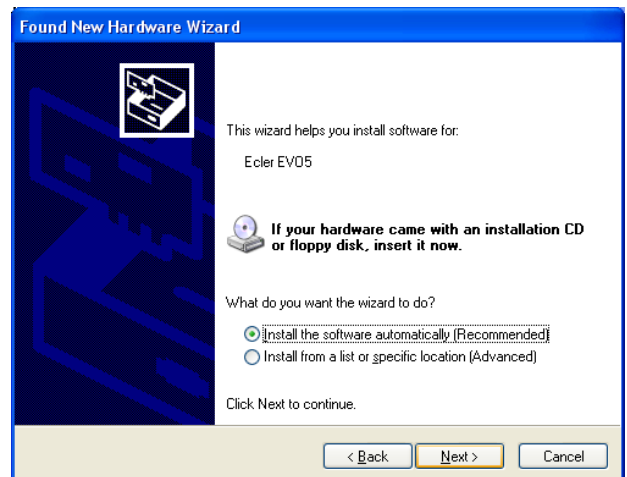 Found New Hardware Wizard
This wizard helps you install software for:
Ecler EVO5
If your hardware came with an installation CD
or floppy disk, insert it now.
What do you want the wizard to do?
Install the software automatically (Recommended)
Install from a list or specific location (Advanced)
Click Next to continue.
< Back Next > Cancel